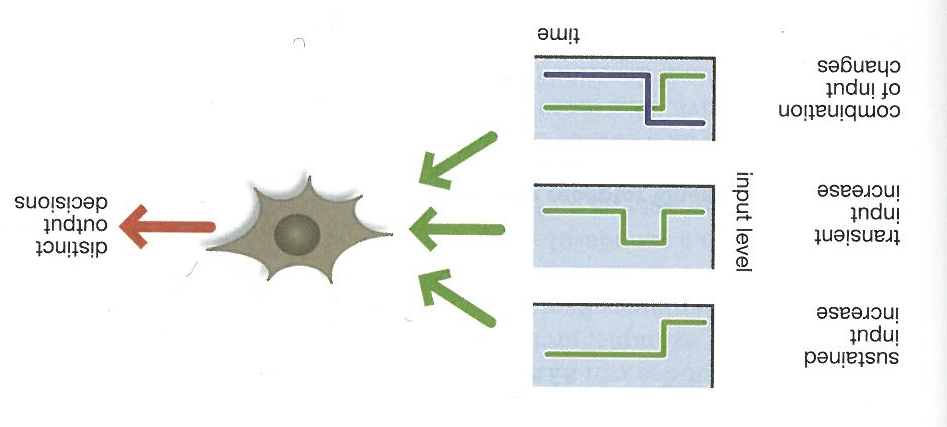 sustained
input
increase
transient
input
increase
combination
of input
changes
input level
time
distinct
output
decisions